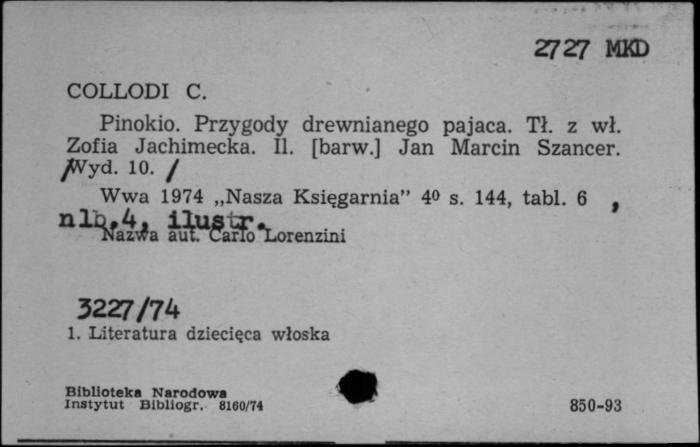 2727 MKD
COLLODI C.
Pinokio. Przygody drewnianego pajaca. Tł. z wł.
Zofia Jachimecka. Il. [barw.] Jan Marcin Szancer.
/Wyd. 10. /
Wwa 1974 „Nasza Księgarnia” 4⁰ s. 144, tabl. 6 ,
nlb.4, ilustr.
Nazwa aut. Carlo Lorenzini
3227/74
1. Literatura dziecięca włoska
Biblioteka Narodowa
Instytut Bibliogr. 8160/74
850-93